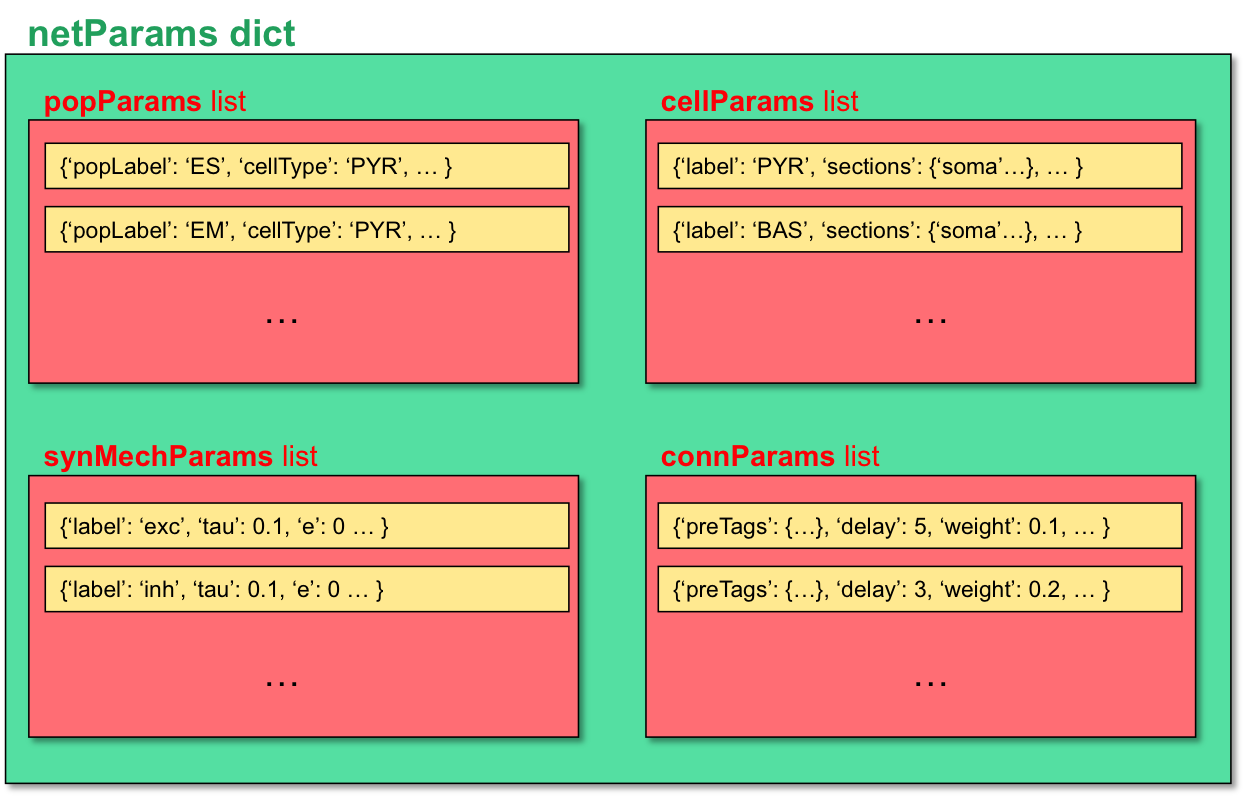 netParams dict
popParams list
{‘popLabel’: ‘ES’, ‘cellType’: ‘PYR’, … }
{‘popLabel’: ‘EM’, ‘cellType’: ‘PYR’, … }
...
cellParams list
{‘label’: ‘PYR’, ‘sections’: {‘soma’…}, … }
{‘label’: ‘BAS’, ‘sections’: {‘soma’…}, … }
...
synMechParams list
{‘label’: ‘exc’, ‘tau’: 0.1, ‘e’: 0 … }
{‘label’: ‘inh’, ‘tau’: 0.1, ‘e’: 0 … }
...
connParams list
{‘preTags’: {…}, ‘delay’: 5, ‘weight’: 0.1, … }
{‘preTags’: {…}, ‘delay’: 3, ‘weight’: 0.2, … }
...